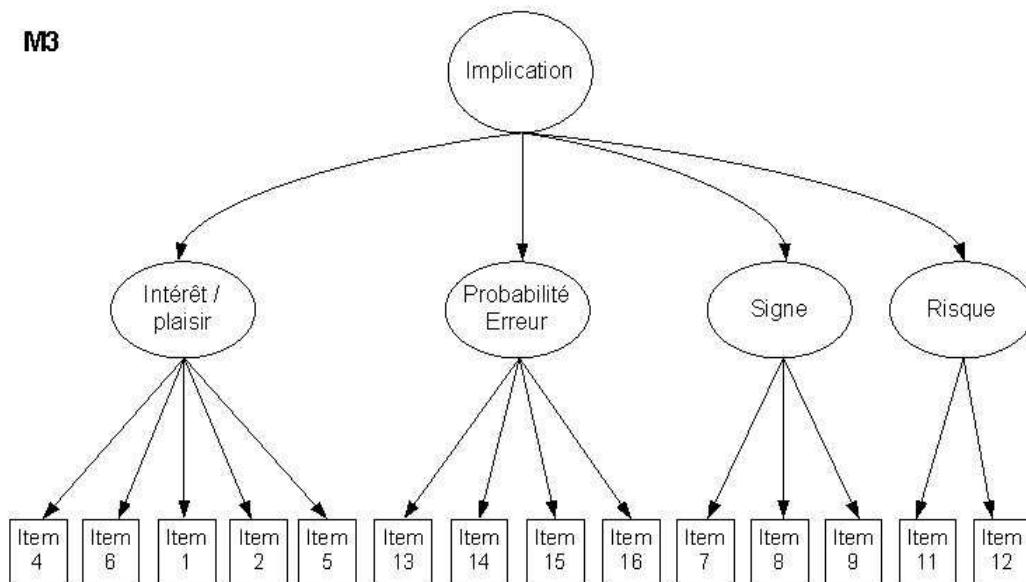 M3
Implication
Intérêt /
plaisir
Probabilité
Erreur
Signe
Risque
Item
4
Item
6
Item
1
Item
2
Item
5
Item
13
Item
14
Item
15
Item
16
Item
7
Item
8
Item
9
Item
11
Item
12